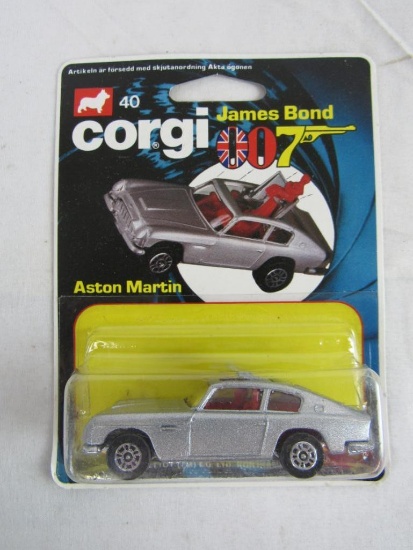 Artikeln är försedd med skjutanordning Akta ögonen
40
corgi
®
James Bond
007
Aston Martin